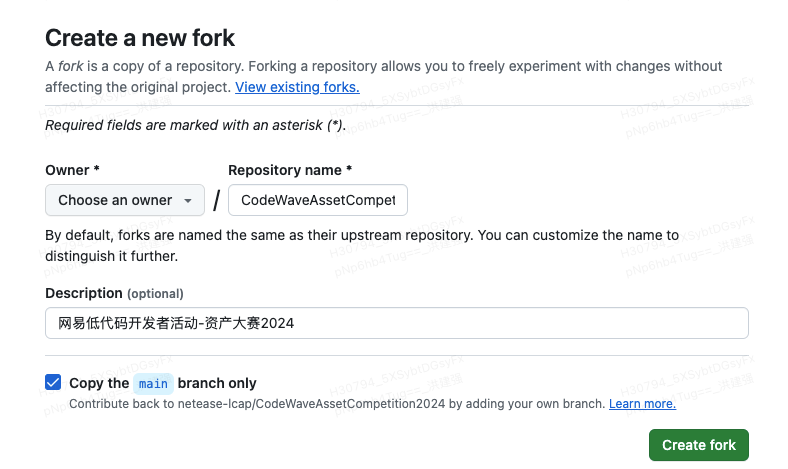 Create a new fork
A fork is a copy of a repository. Forking a repository allows you to freely experiment with changes without
affecting the original project. View existing forks.
Required fields are marked with an asterisk (*).
Owner *
Repository name *
Choose an owner
/
CodeWaveAssetCompet
By default, forks are named the same as their upstream repository. You can customize the name to
distinguish it further.
Description (optional)
网易低代码开发者活动-资产大赛2024
Copy the main branch only
Contribute back to netease-lcap/CodeWaveAssetCompetition2024 by adding your own branch. Learn more.
Create fork